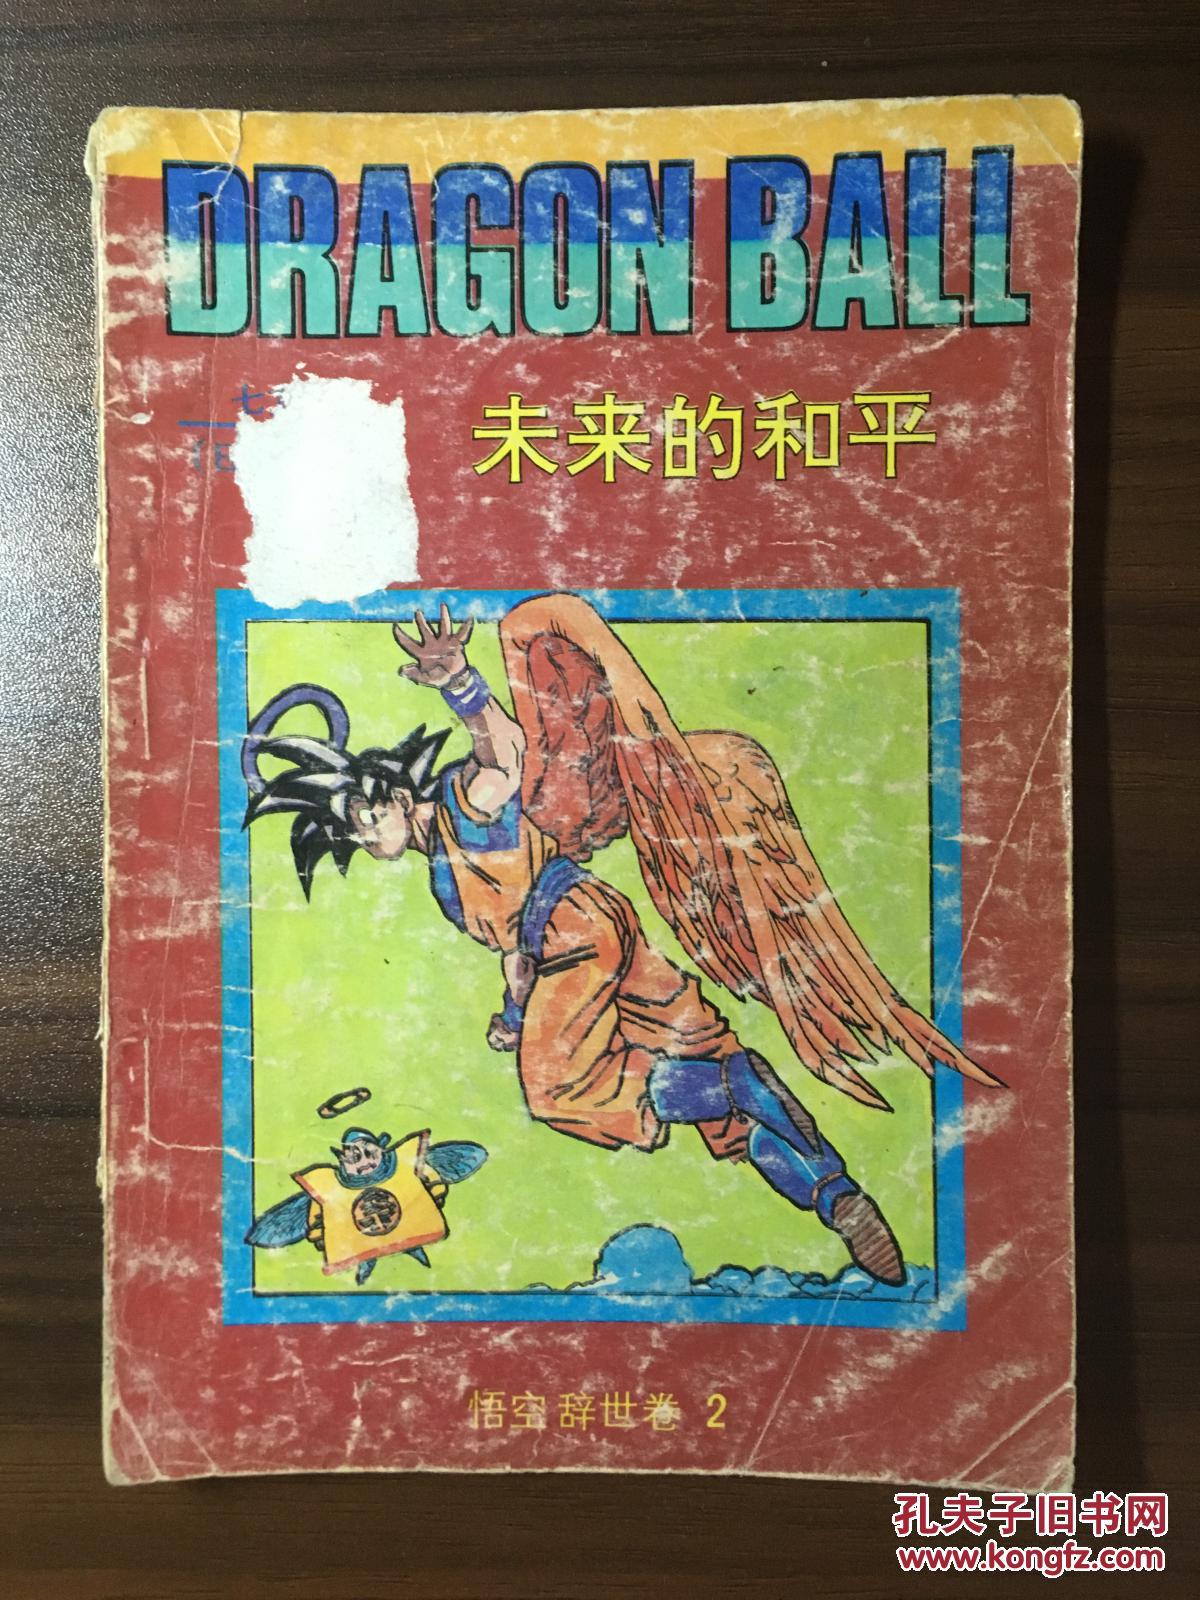 DRAGON BALL
七
未来的和平
悟空辞世卷 2
孔夫子旧书网
www.kongfz.com